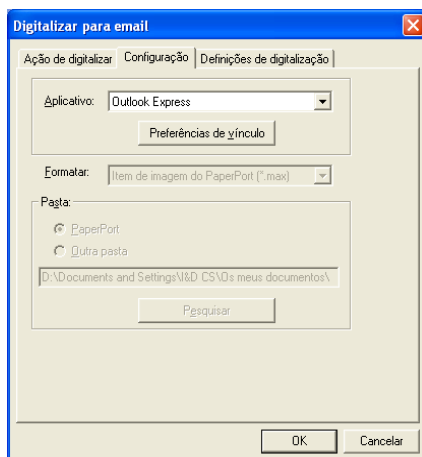 Digitalizar para email
Ação de digitalizar Configuração Definições de digitalização
Aplicativo: Outlook Express
Preferências de vínculo
Formatar: Item de imagem do PaperPort (*.max)
Pasta:
PaperPort
Outra pasta
D:\Documents and Settings\I&D CS\Os meus documentos\
Pesquisar
OK Cancelar